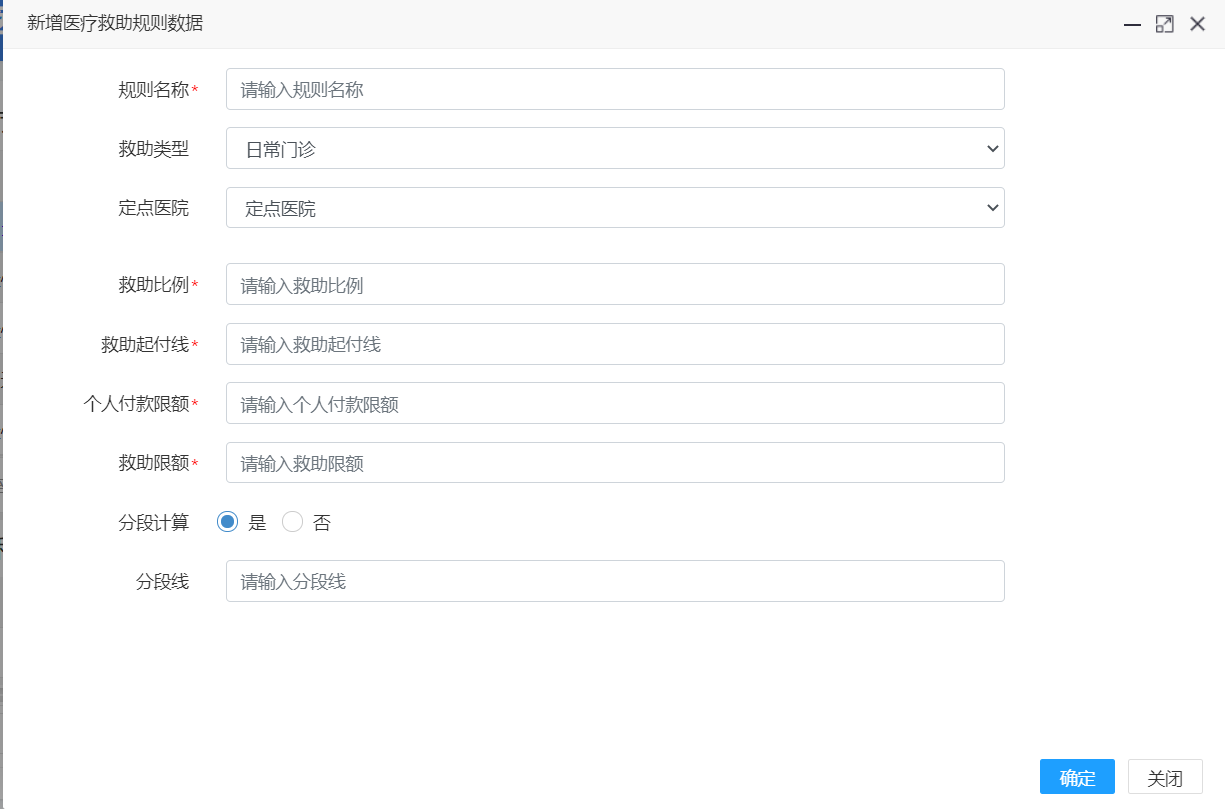 新增医疗救助规则数据
规则名称* 请输入规则名称
救助类型 日常门诊
定点医院 定点医院
救助比例* 请输入救助比例
救助起付线* 请输入救助起付线
个人付款限额* 请输入个人付款限额
救助限额* 请输入救助限额
分段计算 是 否
分段线 请输入分段线
确定 关闭